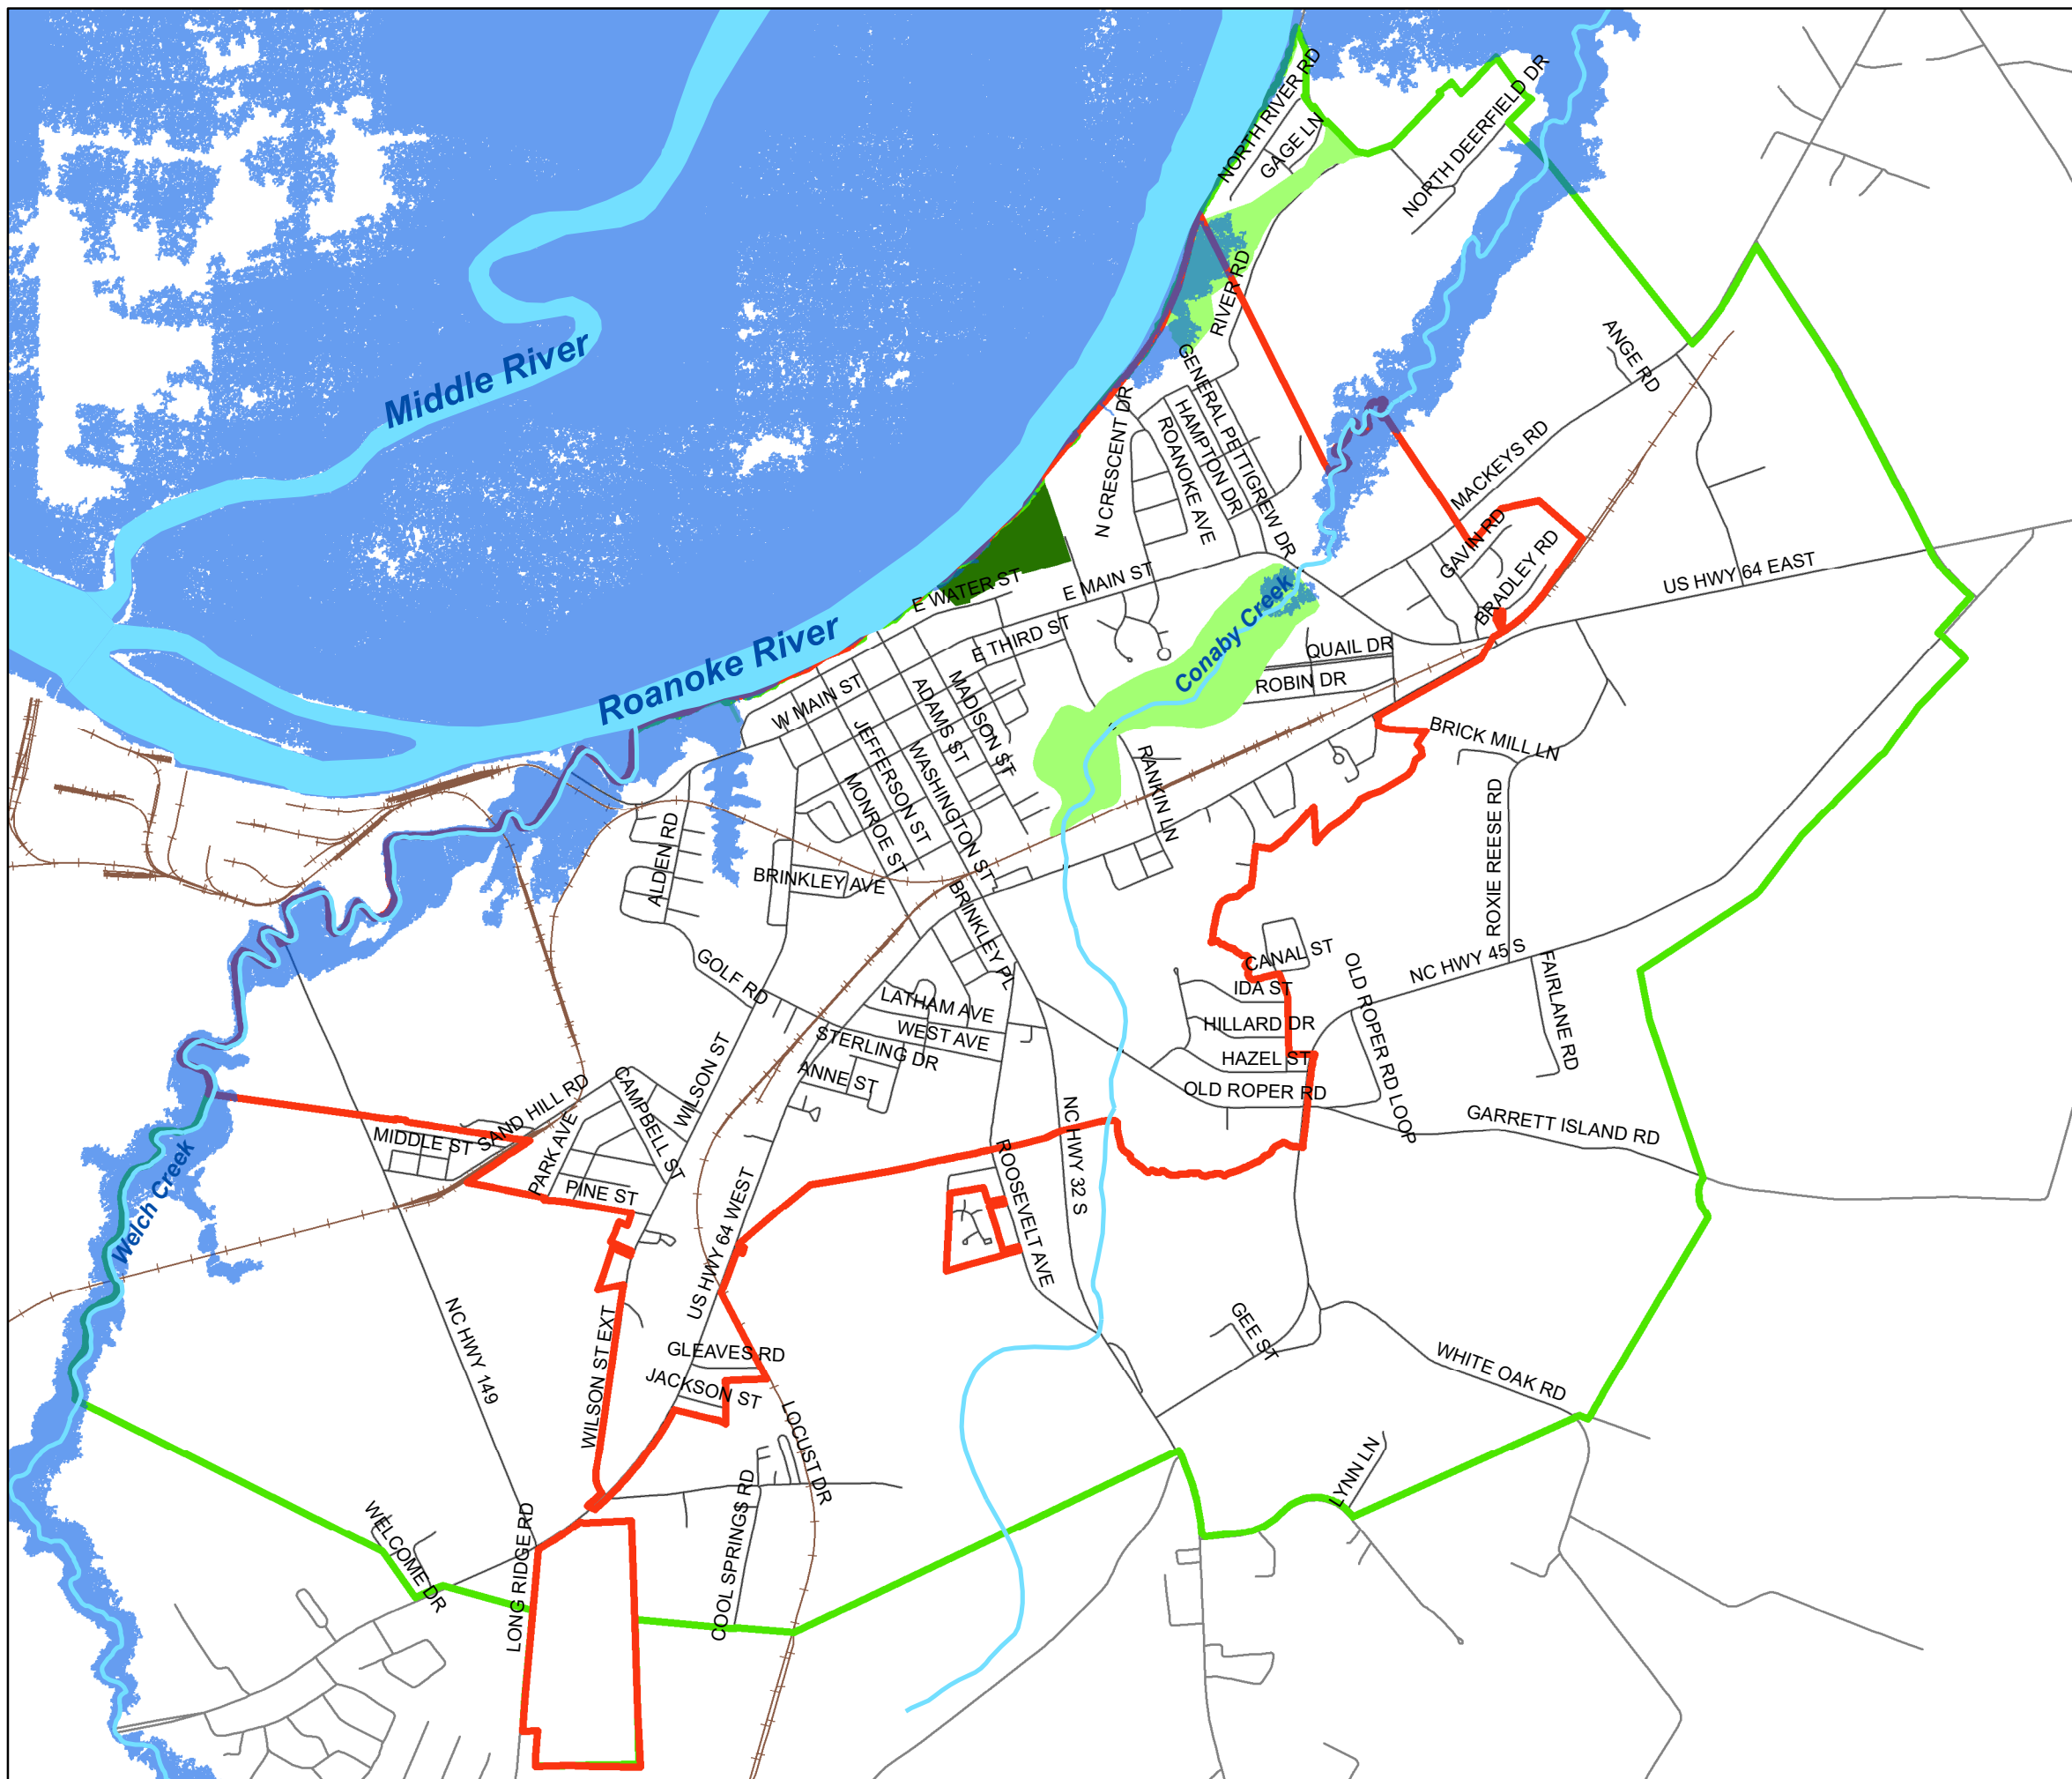 NORTH RIVER RD
GAGE LN
NORTH DEERFIELD DR
RIVER RD
Middle River
ANGE RD
GENERAL PETTIGREW DR
HAMPTON DR
ROANOKE AVE
N CRESCENT DR
MACKEYS RD
GAVIN RD
BRADLEY RD
US HWY 64 EAST
E WATER ST
E MAIN ST
E THIRD ST
Conaby Creek
QUAIL DR
ROBIN DR
Roanoke River
W MAIN ST
MADISON ST
ADAMS ST
WASHINGTON ST
JEFFERSON ST
MONROE ST
BRICK MILL LN
RANKIN LN
ROXIE REESE RD
ALDEN RD
BRINKLEY AVE
BRINKLEY PL
GOLF RD
CANAL ST
IDA ST
HILLARD DR
HAZEL ST
OLD ROPER RD
OLD ROPER RD LOOP
NC HWY 45 S
FAIRLANE RD
LATHAM AVE
WEST AVE
STERLING DR
ANNE ST
WILSON ST
GARRETT ISLAND RD
SAND HILL RD
MIDDLE ST
CAMPBELL ST
PARK AVE
PINE ST
Welch Creek
NC HWY 32 S
ROOSEVELT AVE
US HWY 64 WEST
NC HWY 149
WILSON ST EXT
GLEAVES RD
JACKSON ST
GEE ST
WHITE OAK RD
LOCUST DR
LYNN LN
COOL SPRINGS RD
WELCOME DR
LONG RIDGE RD